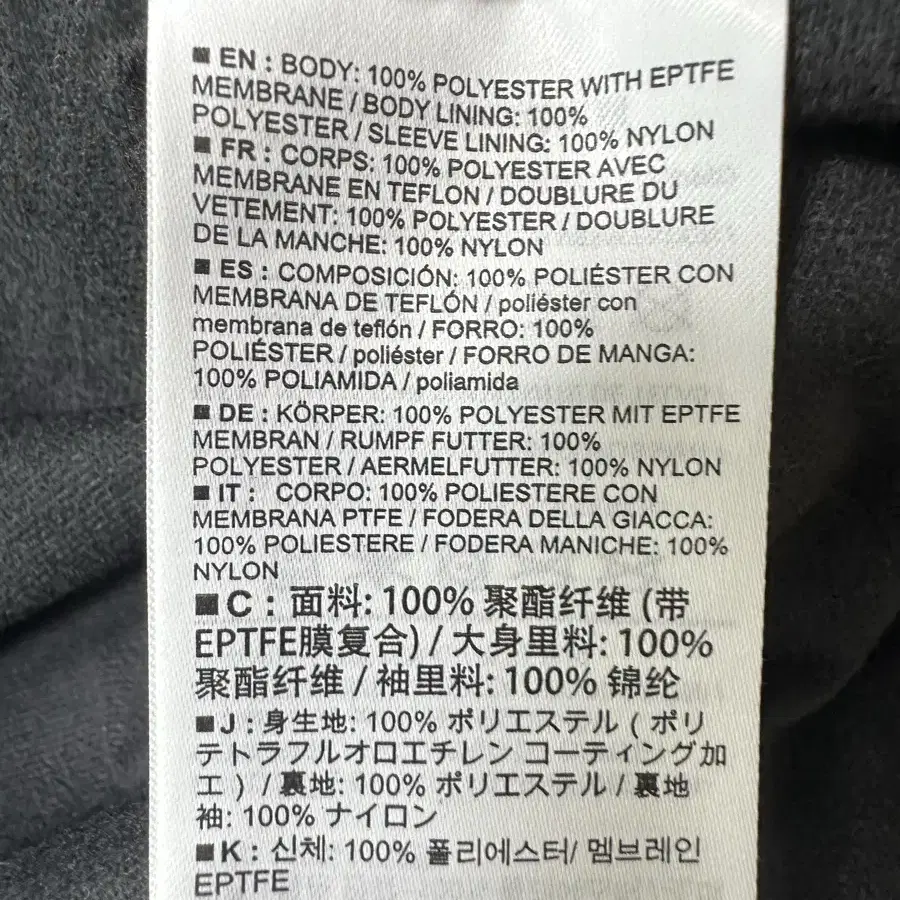 ■ EN : BODY: 100% POLYESTER WITH EPTFE
MEMBRANE / BODY LINING: 100%
POLYESTER / SLEEVE LINING: 100% NYLON
■ FR : CORPS: 100% POLYESTER AVEC
MEMBRANE EN TEFLON / DOUBLURE DU
VETEMENT: 100% POLYESTER / DOUBLURE
DE LA MANCHE: 100% NYLON
■ ES : COMPOSICIÓN: 100% POLIÉSTER CON
MEMBRANA DE TEFLÓN / poliéster con
membrana de teflón / FORRO: 100%
POLIÉSTER / poliéster / FORRO DE MANGA:
100% POLIAMIDA / poliamida
■ DE : KÖRPER: 100% POLYESTER MIT EPTFE
MEMBRAN / RUMPF FUTTER: 100%
POLYESTER / AERMELFUTTER: 100% NYLON
■ IT : CORPO: 100% POLIESTERE CON
MEMBRANA PTFE / FODERA DELLA GIACCA:
100% POLIESTERE / FODERA MANICHE: 100%
NYLON
■ C : 面料: 100% 聚酯纤维 (带
EPTFE膜复合) / 大身里料: 100%
聚酯纤维 / 袖里料: 100% 锦纶
■ J : 身生地: 100% ポリエステル ( ポリ
テトラフルオロエチレン コーティング加
工 ) / 裏地: 100% ポリエステル / 裏地
袖: 100% ナイロン
■ K : 신체: 100% 폴리에스터/ 멤브레인
EPTFE